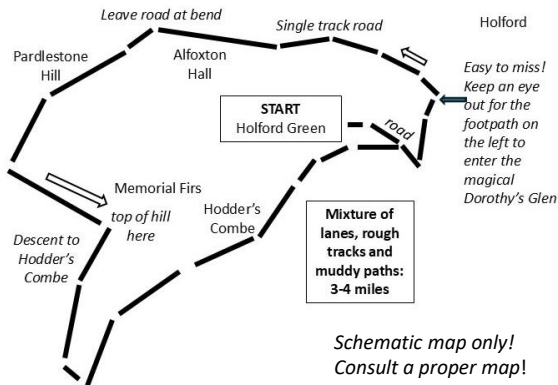 Leave road at bend
Single track road
Holford
Pardlestone
Hill
Alfoxton
Hall
Easy to miss!
Keep an eye
out for the
footpath on
the left to
enter the
magical
Dorothy's Glen
START
Holford Green
road
Memorial Firs
top of hill
here
Hodder's
Combe
Descent to
Hodder's
Combe
Mixture of
lanes, rough
tracks and
muddy paths:
3-4 miles
Schematic map only!
Consult a proper map!